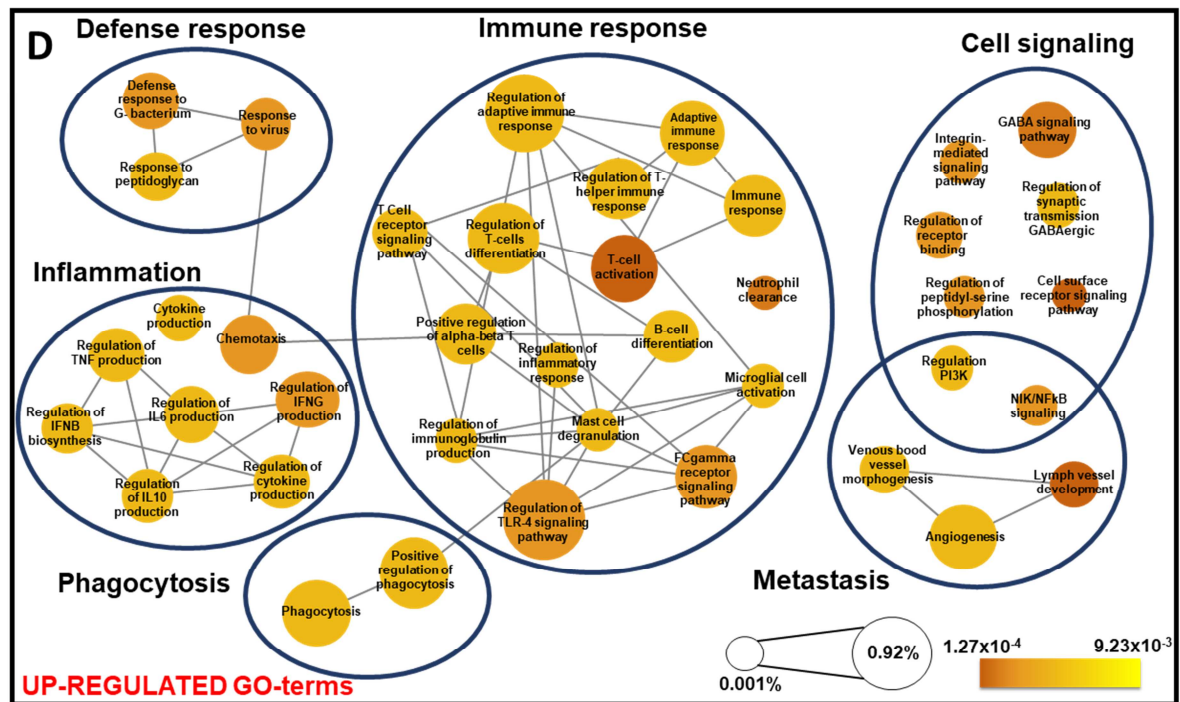 D
Defense response
Immune response
Cell signaling
Defense
response to
G- bacterium
Response
to virus
Response to
peptidoglycan
Regulation of
adaptive immune
response
Adaptive
immune
response
Regulation of T-
helper immune
response
Immune
response
T Cell
receptor
signaling
pathway
Regulation of
T-cells
differentiation
T-cell
activation
Neutrophil
clearance
Positive regulation
of alpha-beta T
cells
B-cell
differentiation
Regulation of
inflammatory
response
Microglial cell
activation
Regulation of
immunoglobulin
production
Mast cell
degranulation
FCgamma
receptor
signaling
pathway
Regulation of
TLR-4 signaling
pathway
GABA signaling
pathway
Integrin-
mediated
signaling
pathway
Regulation of
synaptic
transmission
GABAergic
Regulation of
receptor
binding
Regulation of
peptidyl-serine
phosphorylation
Cell surface
receptor signaling
pathway
Regulation
PI3K
NIK/NFkB
signaling
Venous bood
vessel
morphogenesis
Lymph vessel
development
Angiogenesis
Metastasis
Inflammation
Cytokine
production
Chemotaxis
Regulation of
TNF production
Regulation of
IFNG
production
Regulation of
IL6 production
Regulation of
IFNB
biosynthesis
Regulation
of IL10
production
Regulation of
cytokine
production
Phagocytosis
Positive
regulation of
phagocytosis
Phagocytosis
UP-REGULATED GO-terms
0.001%
0.92%
1.27x10-4
9.23x10-3